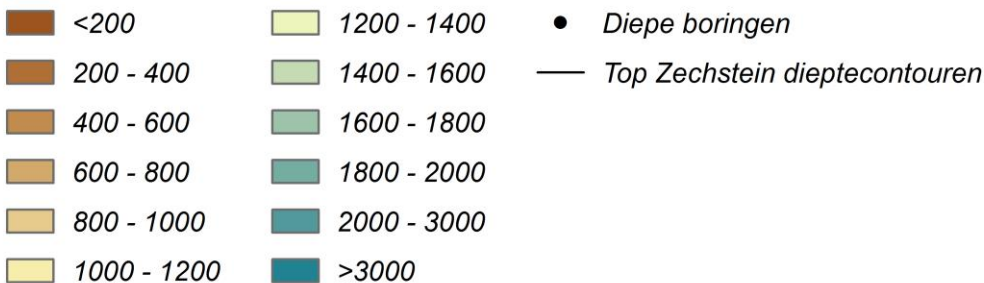 <200
200 - 400
400 - 600
600 - 800
800 - 1000
1000 - 1200
1200 - 1400
1400 - 1600
1600 - 1800
1800 - 2000
2000 - 3000
>3000
Diepe boringen
Top Zechstein dieptecontouren